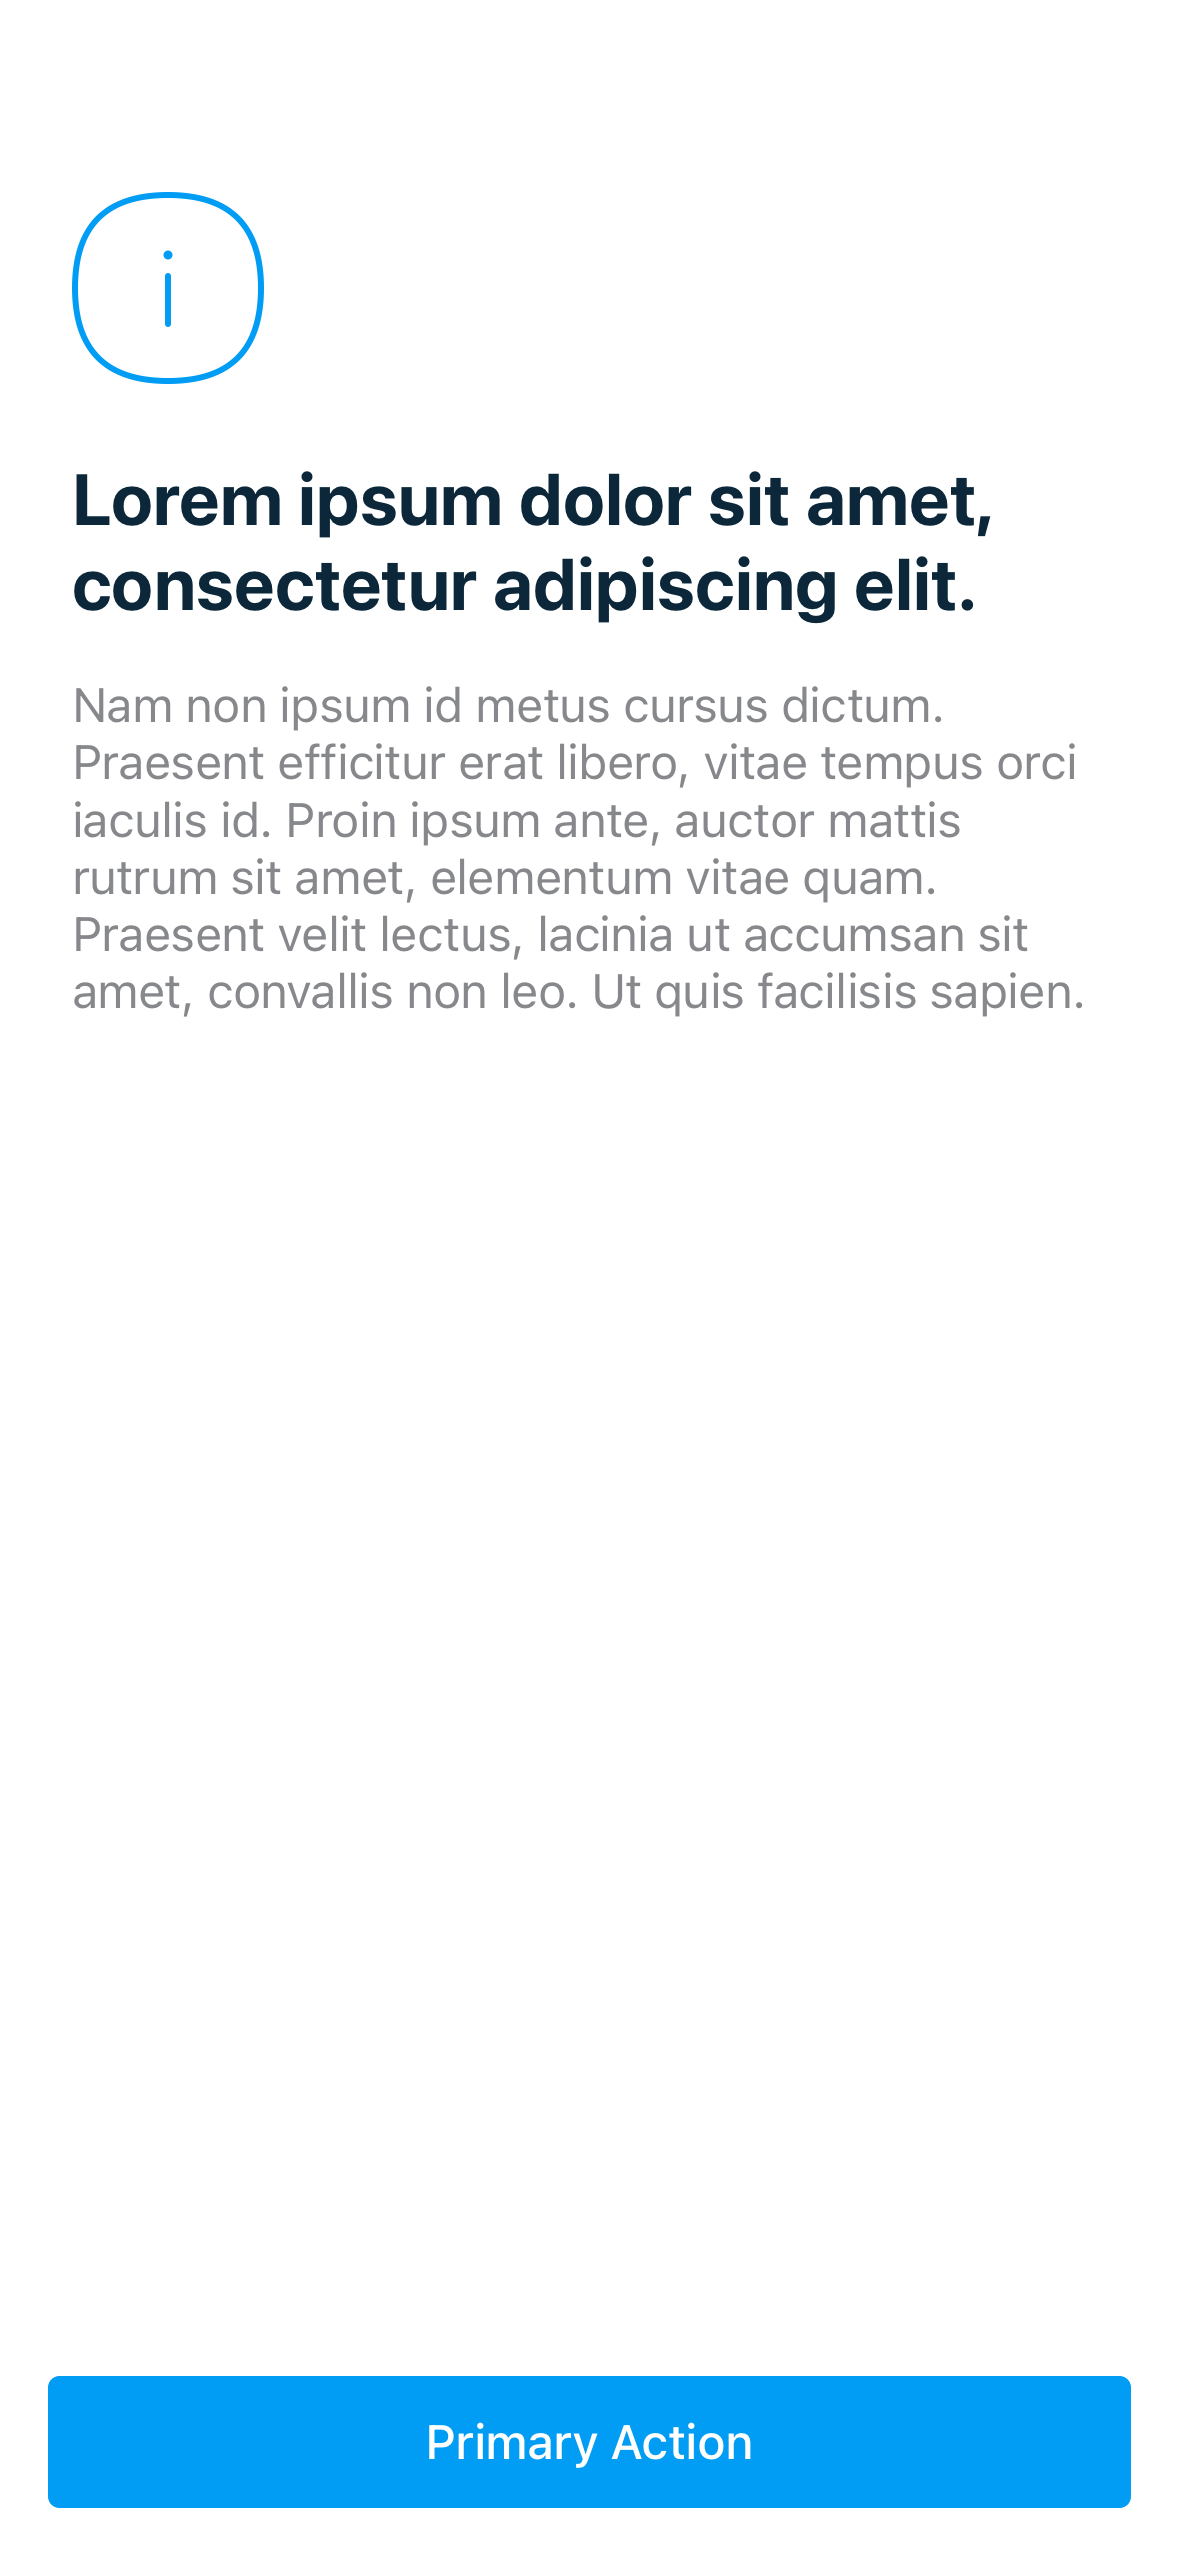 Lorem ipsum dolor sit amet,
consectetur adipiscing elit.
Nam non ipsum id metus cursus dictum.
Praesent efficitur erat libero, vitae tempus orci
iaculis id. Proin ipsum ante, auctor mattis
rutrum sit amet, elementum vitae quam.
Praesent velit lectus, lacinia ut accumsan sit
amet, convallis non leo. Ut quis facilisis sapien.
Primary Action